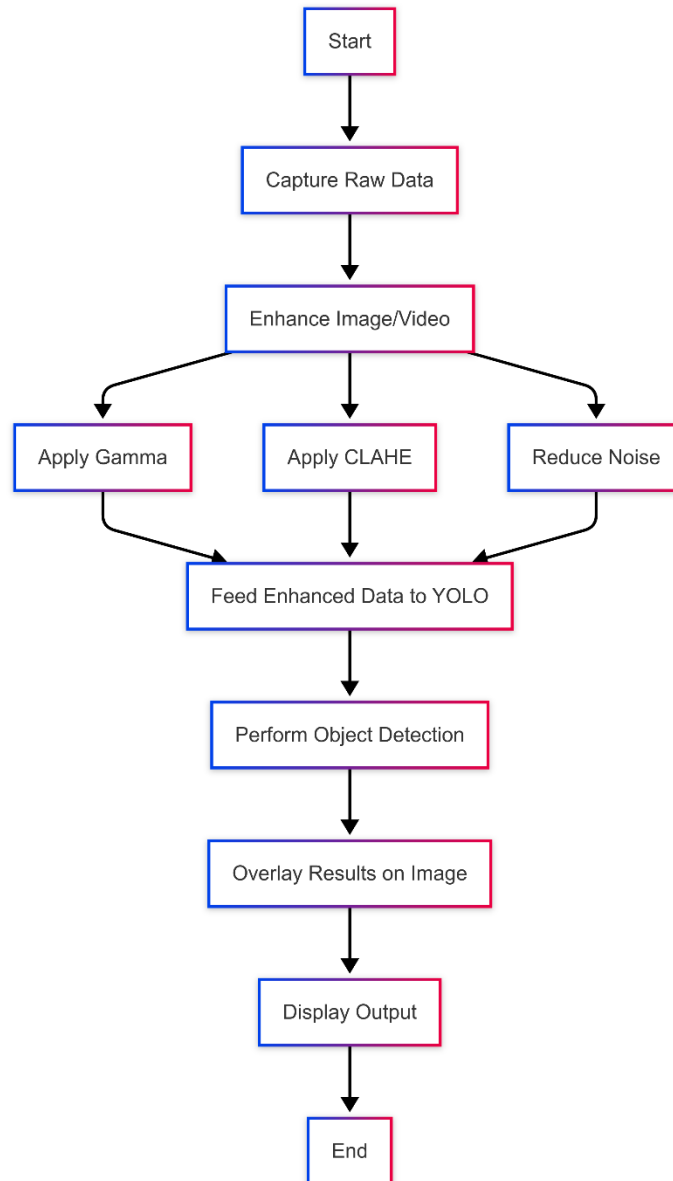 Start
Capture Raw Data
Enhance Image/Video
Apply Gamma
Apply CLAHE
Reduce Noise
Feed Enhanced Data to YOLO
Perform Object Detection
Overlay Results on Image
Display Output
End